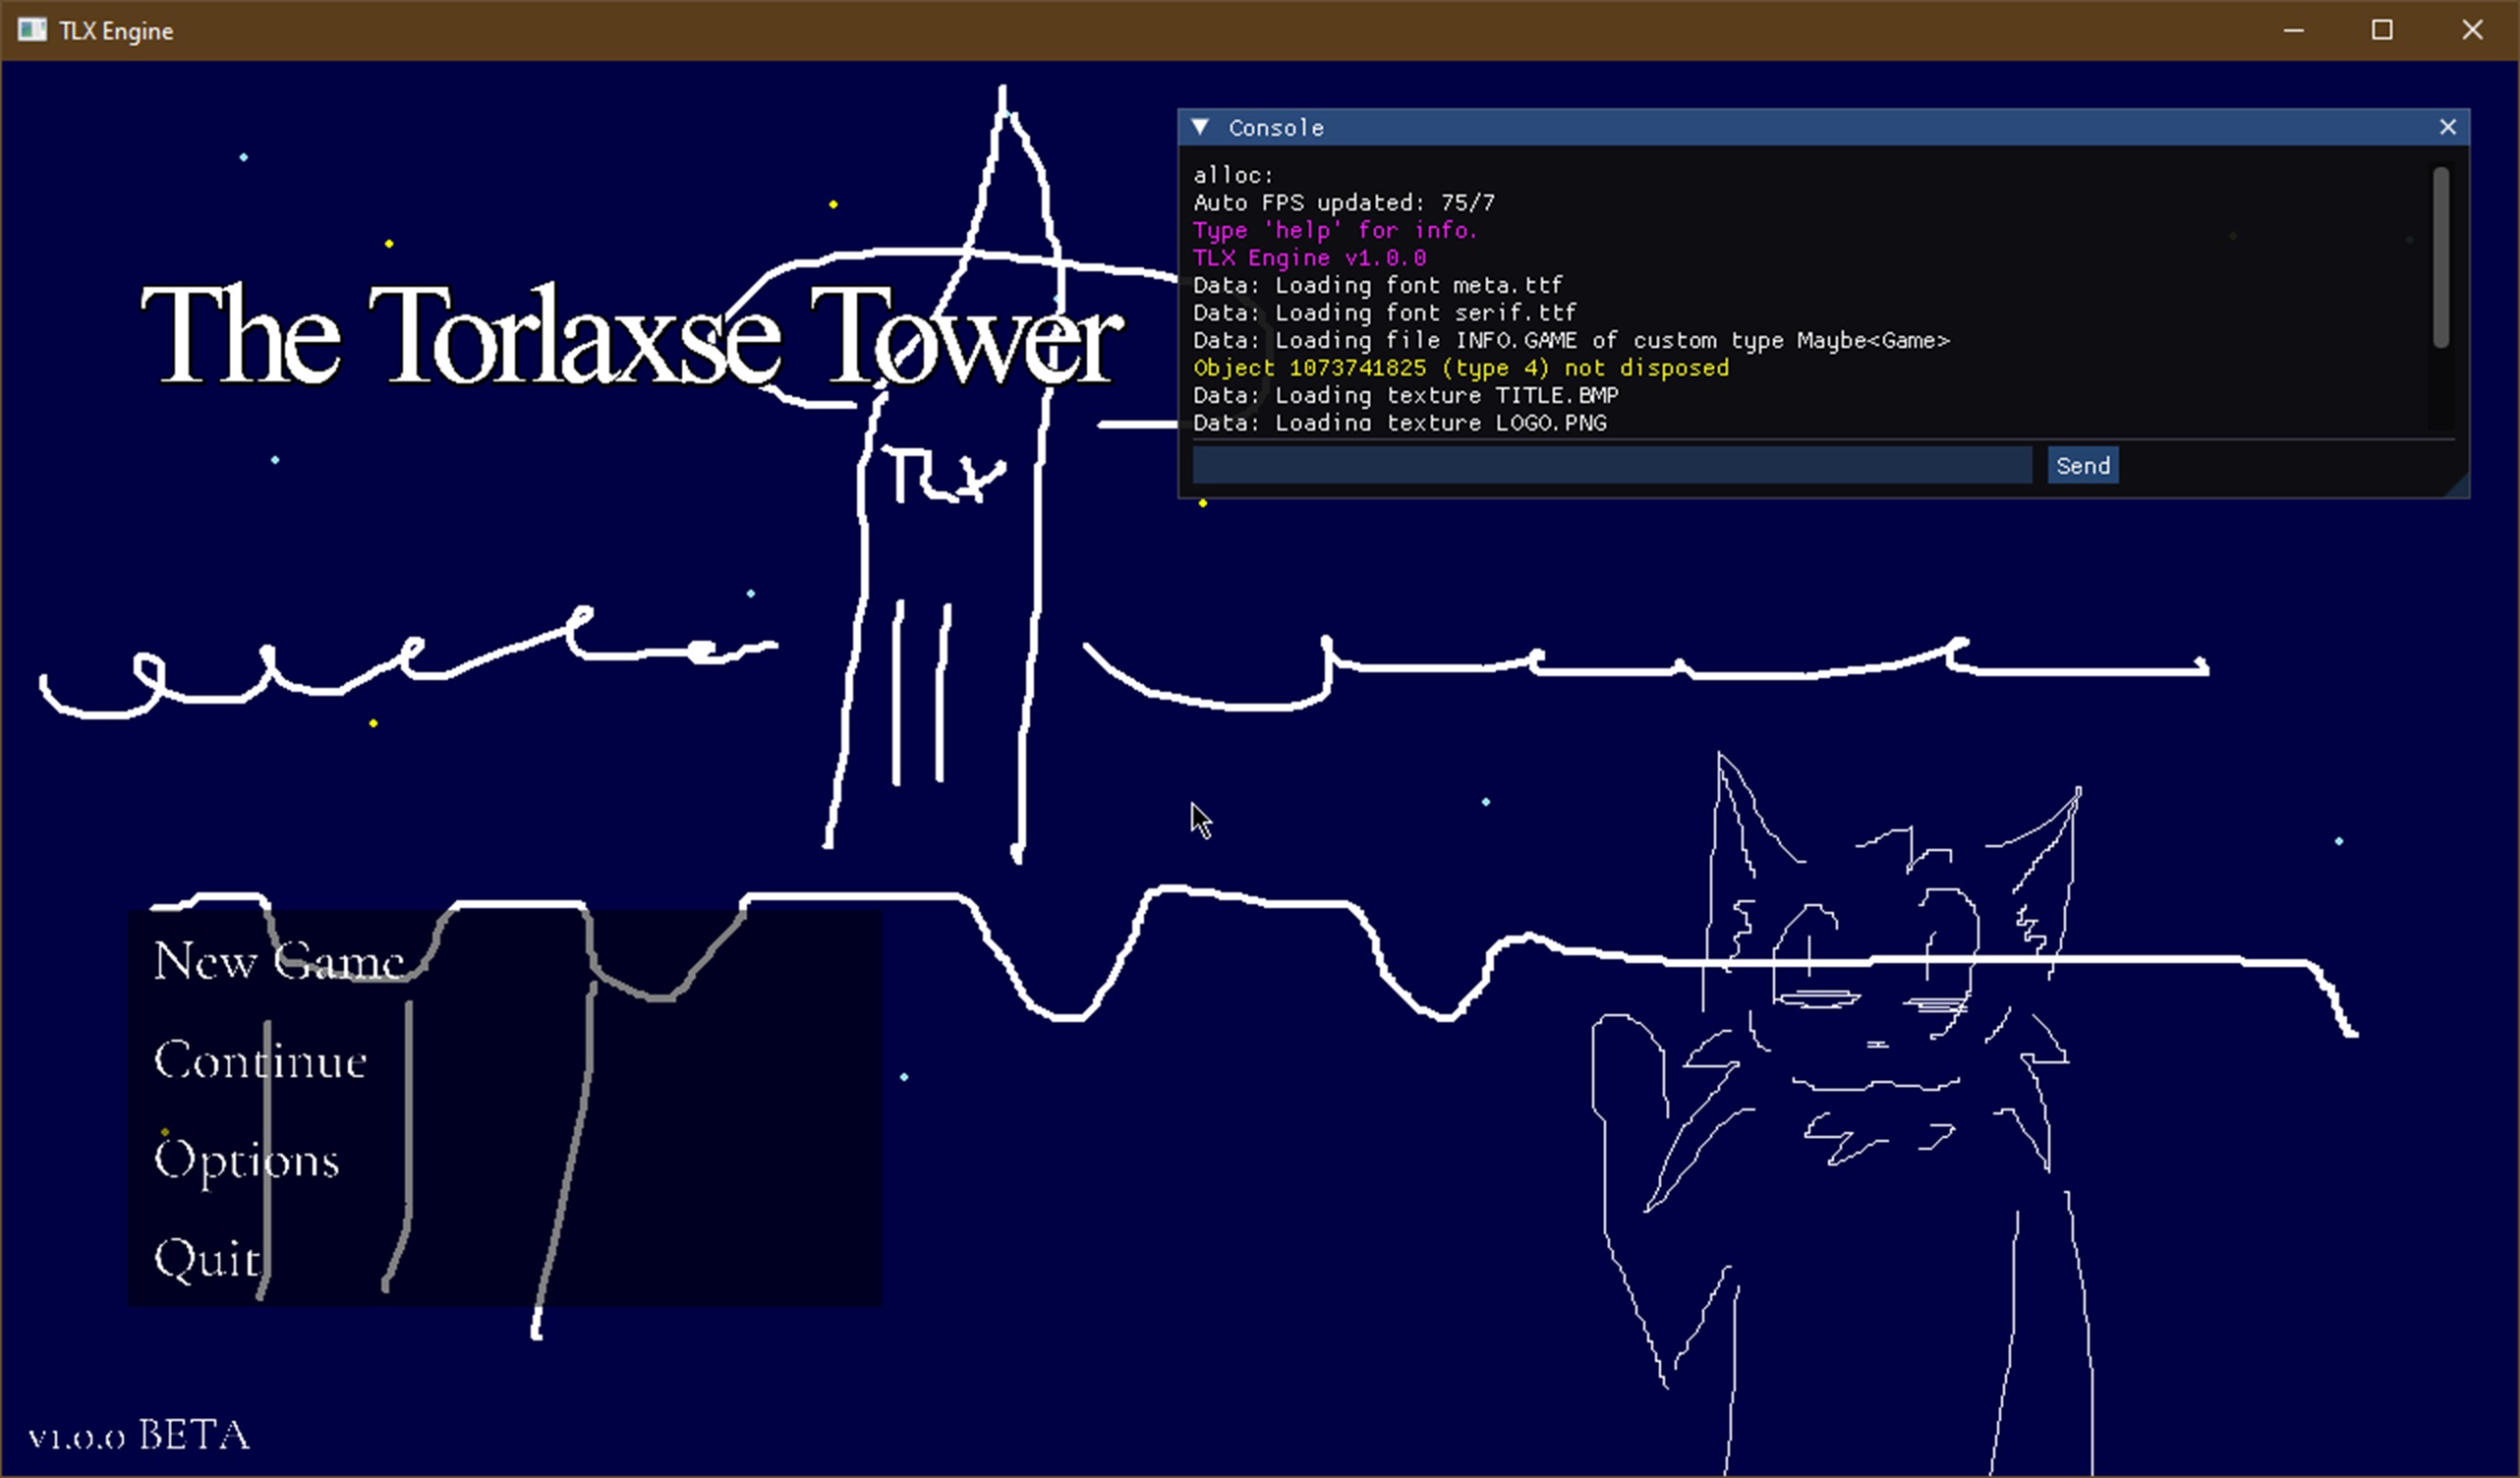 TLX Engine
Console
alloc:
Auto FPS updated: 75/7
Type 'help' for info.
TLX Engine v1.0.0
Data: Loading font meta.ttf
Data: Loading font serif.ttf
Data: Loading file INFO.GAME of custom type Maybe<Game>
Object 1073741825 (type 4) not disposed
Data: Loading texture TITLE.BMP
Data: Loading texture LOGO.PNG
Send
The Torlaxse Tower
TLX
New Game
Continue
Options
Quit
v1.0.0 BETA